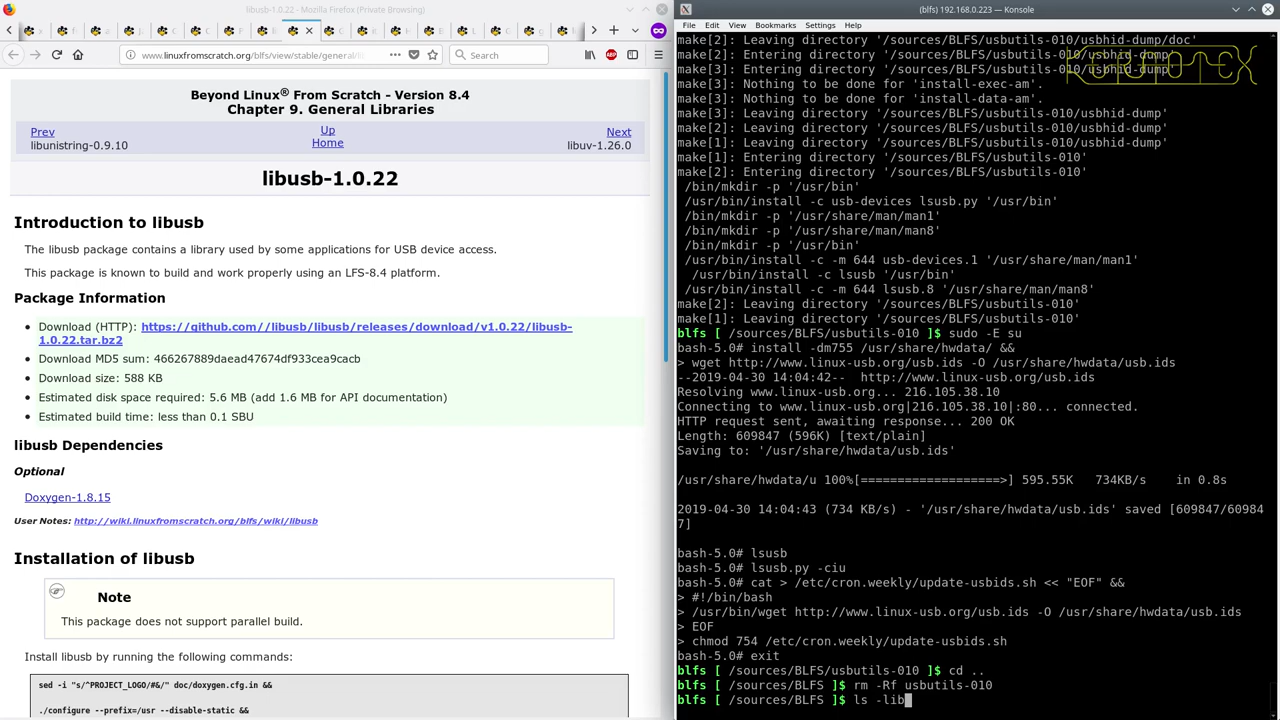 libusb-1.0.22 - Mozilla Firefox (Private Browsing)
www.linuxfromscratch.org/blfs/view/stable/general/lib
Beyond Linux® From Scratch - Version 8.4
Chapter 9. General Libraries
Prev
Up
Next
libunistring-0.9.10
Home
libuv-1.26.0
libusb-1.0.22
Introduction to libusb
The libusb package contains a library used by some applications for USB device access.
This package is known to build and work properly using an LFS-8.4 platform.
Package Information
Download (HTTP): https://github.com//libusb/libusb/releases/download/v1.0.22/libusb-
1.0.22.tar.bz2
Download MD5 sum: 466267889daead47674df933cea9cacb
Download size: 588 KB
Estimated disk space required: 5.6 MB (add 1.6 MB for API documentation)
Estimated build time: less than 0.1 SBU
libusb Dependencies
Optional
Doxygen-1.8.15
User Notes: http://wiki.linuxfromscratch.org/blfs/wiki/libusb
Installation of libusb
Note
This package does not support parallel build.
Install libusb by running the following commands:
sed -i "s/^PROJECT_LOGO/#&/" doc/doxygen.cfg.in &&
./configure --prefix=/usr --disable-static &&
(blfs) 192.168.0.223 — Konsole
File Edit View Bookmarks Settings Help
make[2]: Leaving directory '/sources/BLFS/usbutils-010/usbhid-dump/doc'
make[2]: Entering directory '/sources/BLFS/usbutils-010/usbhid-dump'
make[3]: Entering directory '/sources/BLFS/usbutils-010/usbhid-dump'
make[3]: Nothing to be done for 'install-exec-am'.
make[3]: Nothing to be done for 'install-data-am'.
make[3]: Leaving directory '/sources/BLFS/usbutils-010/usbhid-dump'
make[2]: Leaving directory '/sources/BLFS/usbutils-010/usbhid-dump'
make[1]: Leaving directory '/sources/BLFS/usbutils-010/usbhid-dump'
make[1]: Entering directory '/sources/BLFS/usbutils-010'
make[2]: Entering directory '/sources/BLFS/usbutils-010'
/bin/mkdir -p '/usr/bin'
/usr/bin/install -c usb-devices lsusb.py '/usr/bin'
/bin/mkdir -p '/usr/share/man/man1'
/bin/mkdir -p '/usr/share/man/man8'
/bin/mkdir -p '/usr/bin'
/usr/bin/install -c -m 644 usb-devices.1 '/usr/share/man/man1'
/usr/bin/install -c lsusb '/usr/bin'
/usr/bin/install -c -m 644 lsusb.8 '/usr/share/man/man8'
make[2]: Leaving directory '/sources/BLFS/usbutils-010'
make[1]: Leaving directory '/sources/BLFS/usbutils-010'
blfs [ /sources/BLFS/usbutils-010 ]$ sudo -E su
bash-5.0# install -dm755 /usr/share/hwdata/ &&
> wget http://www.linux-usb.org/usb.ids -O /usr/share/hwdata/usb.ids
--2019-04-30 14:04:42-- http://www.linux-usb.org/usb.ids
Resolving www.linux-usb.org... 216.105.38.10
Connecting to www.linux-usb.org|216.105.38.10|:80... connected.
HTTP request sent, awaiting response... 200 OK
Length: 609847 (596K) [text/plain]
Saving to: '/usr/share/hwdata/usb.ids'
/usr/share/hwdata/u 100%[===================>] 595.55K 734KB/s in 0.8s
2019-04-30 14:04:43 (734 KB/s) - '/usr/share/hwdata/usb.ids' saved [609847/60984
7]
bash-5.0# lsusb
bash-5.0# lsusb.py -ciu
bash-5.0# cat > /etc/cron.weekly/update-usbids.sh << "EOF" &&
> #!/bin/bash
> /usr/bin/wget http://www.linux-usb.org/usb.ids -O /usr/share/hwdata/usb.ids
> EOF
> chmod 754 /etc/cron.weekly/update-usbids.sh
bash-5.0# exit
blfs [ /sources/BLFS/usbutils-010 ]$ cd ..
blfs [ /sources/BLFS ]$ rm -Rf usbutils-010
blfs [ /sources/BLFS ]$ ls -lib